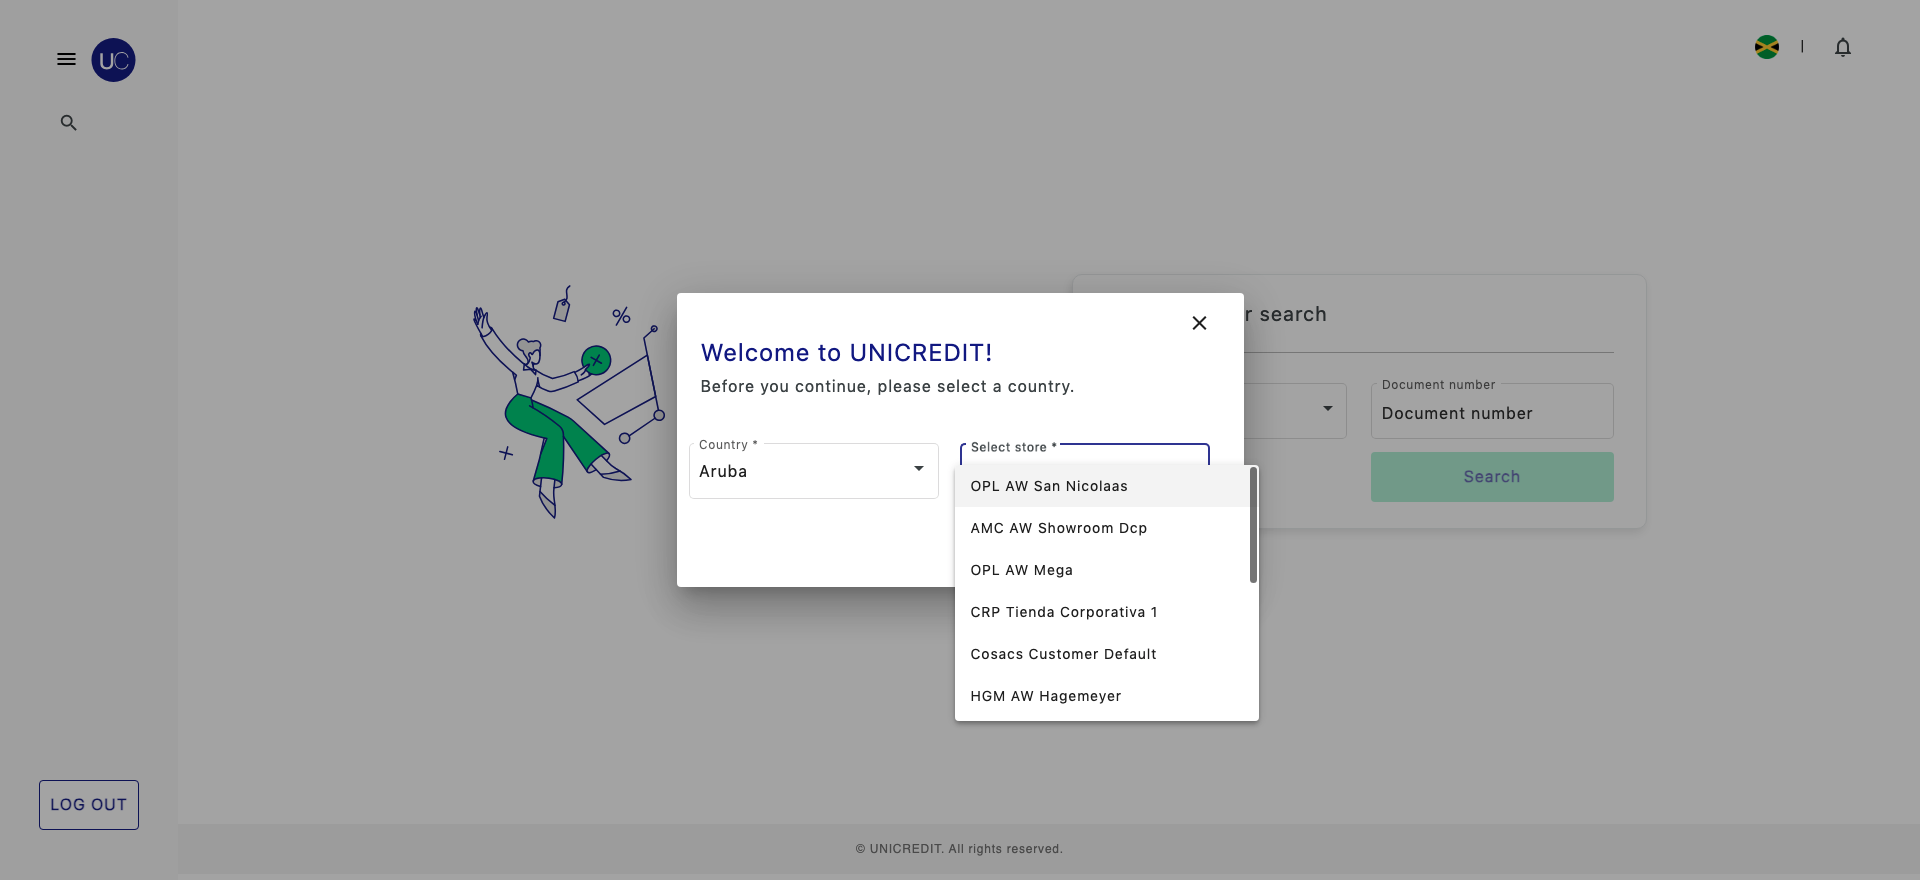 UC
Welcome to UNICREDIT!
Before you continue, please select a country.
Country *
Aruba
Select store *
OPL AW San Nicolaas
AMC AW Showroom Dcp
OPL AW Mega
CRP Tienda Corporativa 1
Cosacs Customer Default
HGM AW Hagemeyer
r search
Document number
Document number
Search
LOG OUT
© UNICREDIT. All rights reserved.